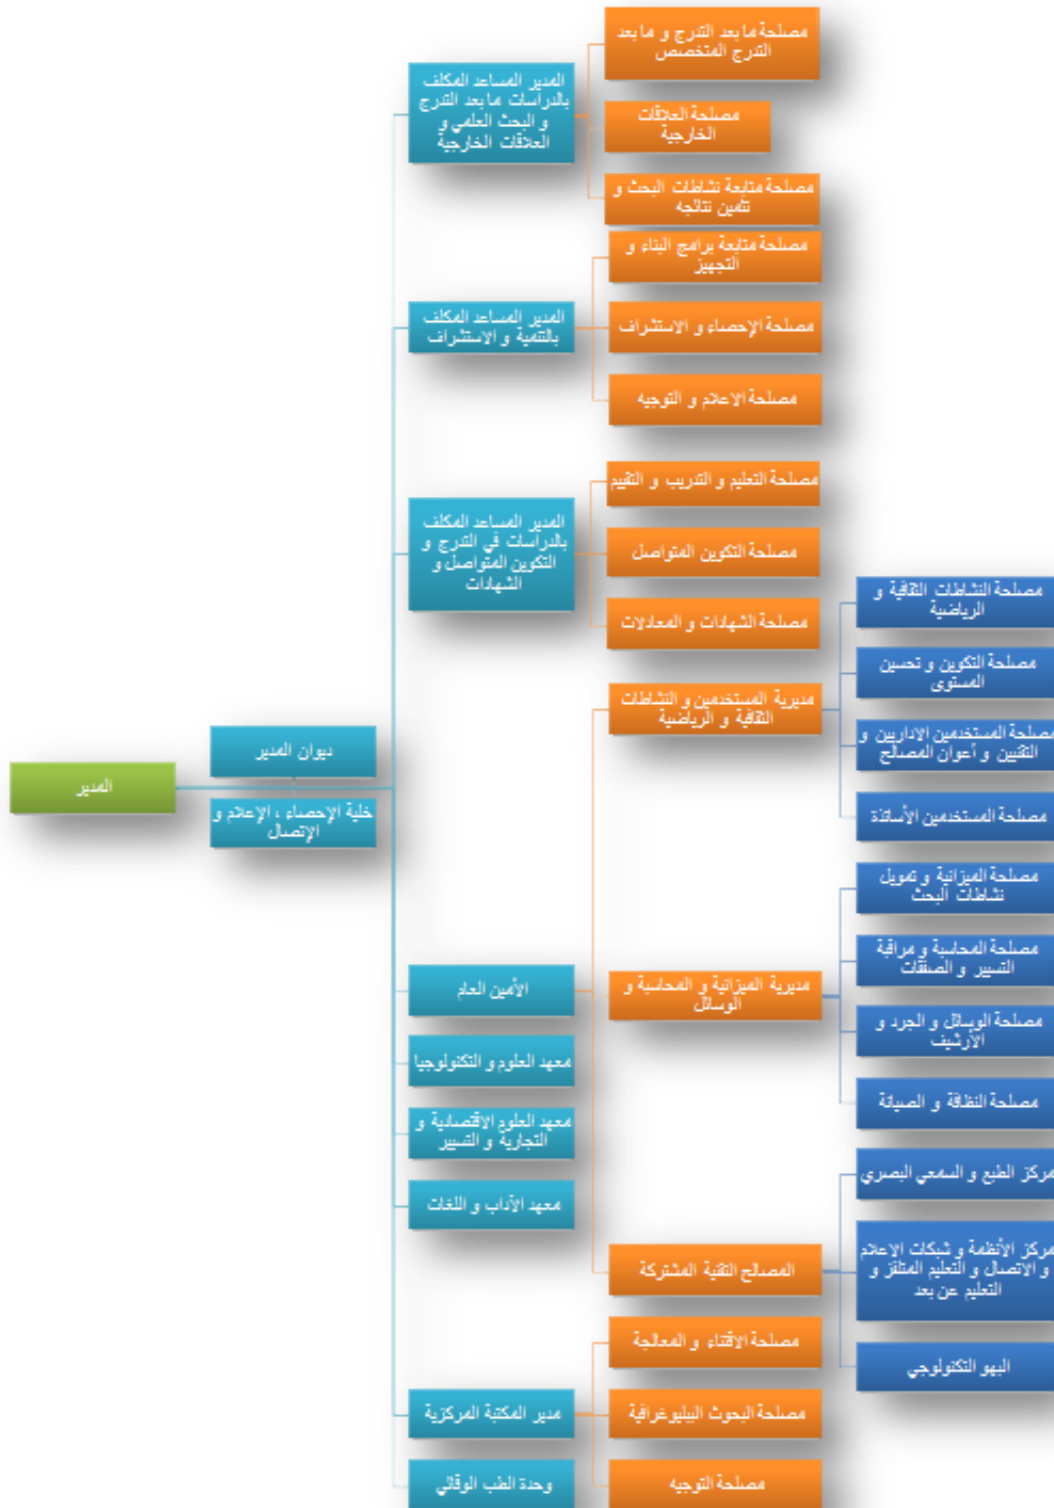 المدير
ديوان المدير
خلية الإحصاء ، الإعلام و
الإتصال
المدير المساعد المكلف
بالدراسات ما بعد التدرج
و البحث العلمي و
العلاقات الخارجية
مصلحة ما بعد التدرج و ما بعد
التدرج المتخصص
مصلحة العلاقات
الخارجية
مصلحة متابعة نشاطات البحث و
تثمين نتائجه
المدير المساعد المكلف
بالتنمية و الاستشراف
مصلحة متابعة برامج البناء و
التجهيز
مصلحة الإحصاء و الاستشراف
مصلحة الاعلام و التوجيه
المدير المساعد المكلف
بالدراسات في التدرج و
التكوين المتواصل و
الشهادات
مصلحة التعليم و التدريب و التقييم
مصلحة التكوين المتواصل
مصلحة الشهادات و المعادلات
الأمين العام
مديرية المستخدمين و النشاطات
الثقافية و الرياضية
مصلحة النشاطات الثقافية و
الرياضية
مصلحة التكوين و تحسين
المستوى
مصلحة المستخدمين الاداريين و
التقنيين و أعوان المصالح
مصلحة المستخدمين الأساتذة
مديرية الميزانية و المحاسبة و
الوسائل
مصلحة الميزانية و تمويل
نشاطات البحث
مصلحة المحاسبة و مراقبة
التسيير و الصفقات
مصلحة الوسائل و الجرد و
الأرشيف
مصلحة النظافة و الصيانة
المصالح التقنية المشتركة
مركز الطبع و السمعي البصري
مركز الأنظمة و شبكات الاعلام
و الاتصال و التعليم المتلفز و
التعليم عن بعد
البهو التكنولوجي
معهد العلوم و التكنولوجيا
معهد العلوم الاقتصادية و
التجارية و التسيير
معهد الأداب و اللغات
مدير المكتبة المركزية
مصلحة الاقتناء و المعالجة
مصلحة البحوث البيليوغرافية
مصلحة التوجيه
وحدة الطب الوقائي